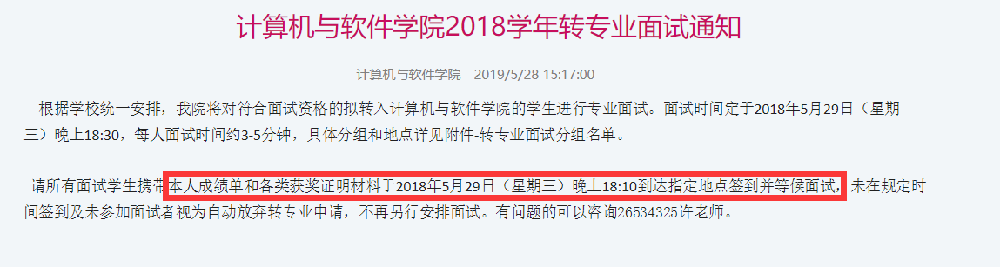 计算机与软件学院2018学年转专业面试通知
计算机与软件学院 2019/5/28 15:17:00
根据学校统一安排，我院将对符合面试资格的拟转入计算机与软件学院的学生进行专业面试。面试时间定于2018年5月29日（星期
三）晚上18:30，每人面试时间约3-5分钟，具体分组和地点详见附件-转专业面试分组名单。
请所有面试学生携带本人成绩单和各类获奖证明材料于2018年5月29日（星期三）晚上18:10到达指定地点签到并等候面试，未在规定时
间签到及未参加面试者视为自动放弃转专业申请，不再另行安排面试。有问题的可以咨询26534325许老师。